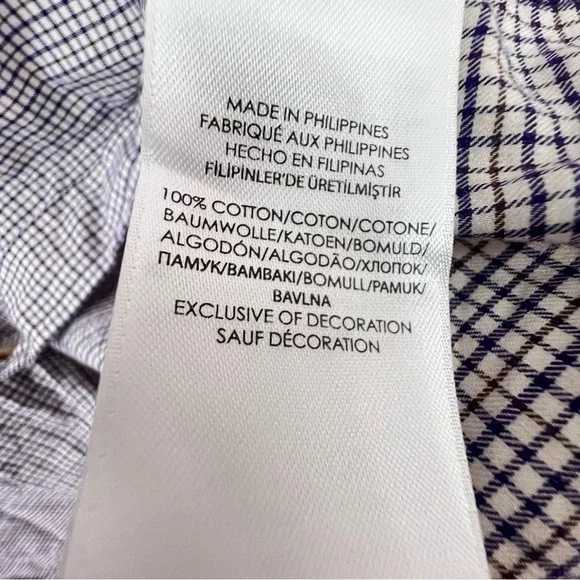 MADE IN PHILIPPINES
FABRIQUÉ AUX PHILIPPINES
HECHO EN FILIPINAS
FİLİPİNLER'DE ÜRETİLMİŞTİR
100% COTTON/COTON/COTONE/
BAUMWOLLE/KATOEN/BOMULD/
ALGODÓN/ALGODÃO/ХЛОПОК/
ПАМУК/BAMBAKI/BOMULL/PAMUK/
BAVLNA
EXCLUSIVE OF DECORATION
SAUF DÉCORATION